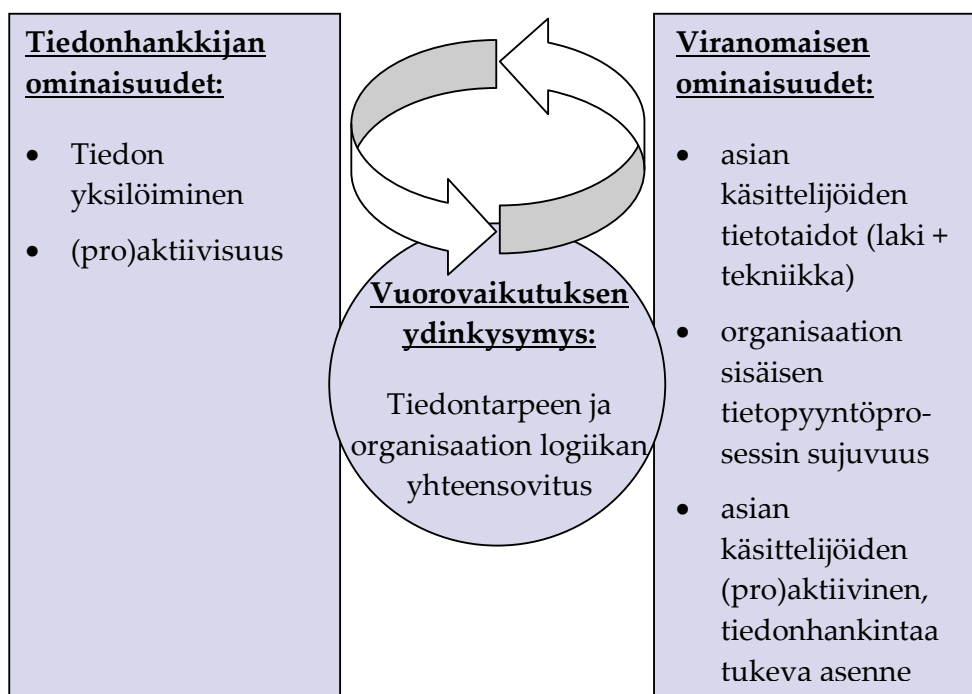 Tiedonhankkijan
ominaisuudet:
• Tiedon
yksilöiminen
• (pro)aktiivisuus
Vuorovaikutuksen
ydinkysymys:
Tiedontarpeen ja
organisaation logiikan
yhteensovitus
Viranomaisen
ominaisuudet:
• asian
käsittelijöiden
tietotaidot (laki +
tekniikka)
• organisaation
sisäisen
tietopyyntöpro-
sessin sujuvuus
• asian
käsittelijöiden
(pro)aktiivinen,
tiedonhankintaa
tukeva asenne